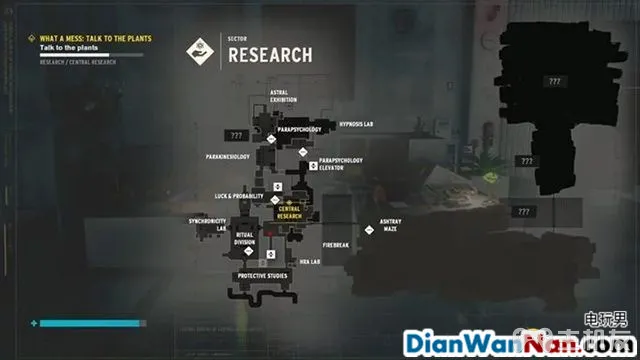 WHAT A MESS: TALK TO THE PLANTS
Talk to the plants
RESEARCH / CENTRAL RESEARCH
SECTOR
RESEARCH
ASTRAL
EXHIBITION
HYPNOSIS LAB
PARAPSYCHOLOGY
???
PARAKINESIOLOGY
PARAPSYCHOLOGY
ELEVATOR
LUCK & PROBABILITY
CENTRAL
RESEARCH
SYNCHRONICITY
LAB
RITUAL
DIVISION
ASHTRAY
MAZE
FIREBREAK
HRA LAB
PROTECTIVE STUDIES
???
???
???
电玩男
DianWanNan.com